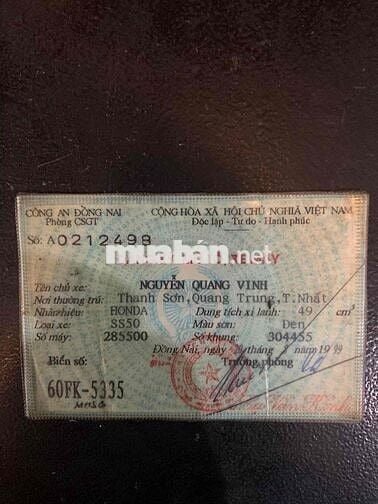 CÔNG AN ĐỒNG NAI
Phòng CSGT
CỘNG HÒA XÃ HỘI CHỦ NGHĨA VIỆT NAM
Độc lập - Tự do - Hạnh phúc
Số: A0212498
muabán.net
Tên chủ xe: NGUYỄN QUANG VINH
Nơi thường trú: Thanh Sơn,Quang Trung,T.Nhất
Nhãn hiệu: HONDA Dung tích xi lanh: 49 cm³
Loại xe: SS50 Màu sơn: Đen
Số máy: 285500 Số khung: 304455
Đồng Nai, ngày tháng 19
Biển số: Trưởng phòng
60FK-5335